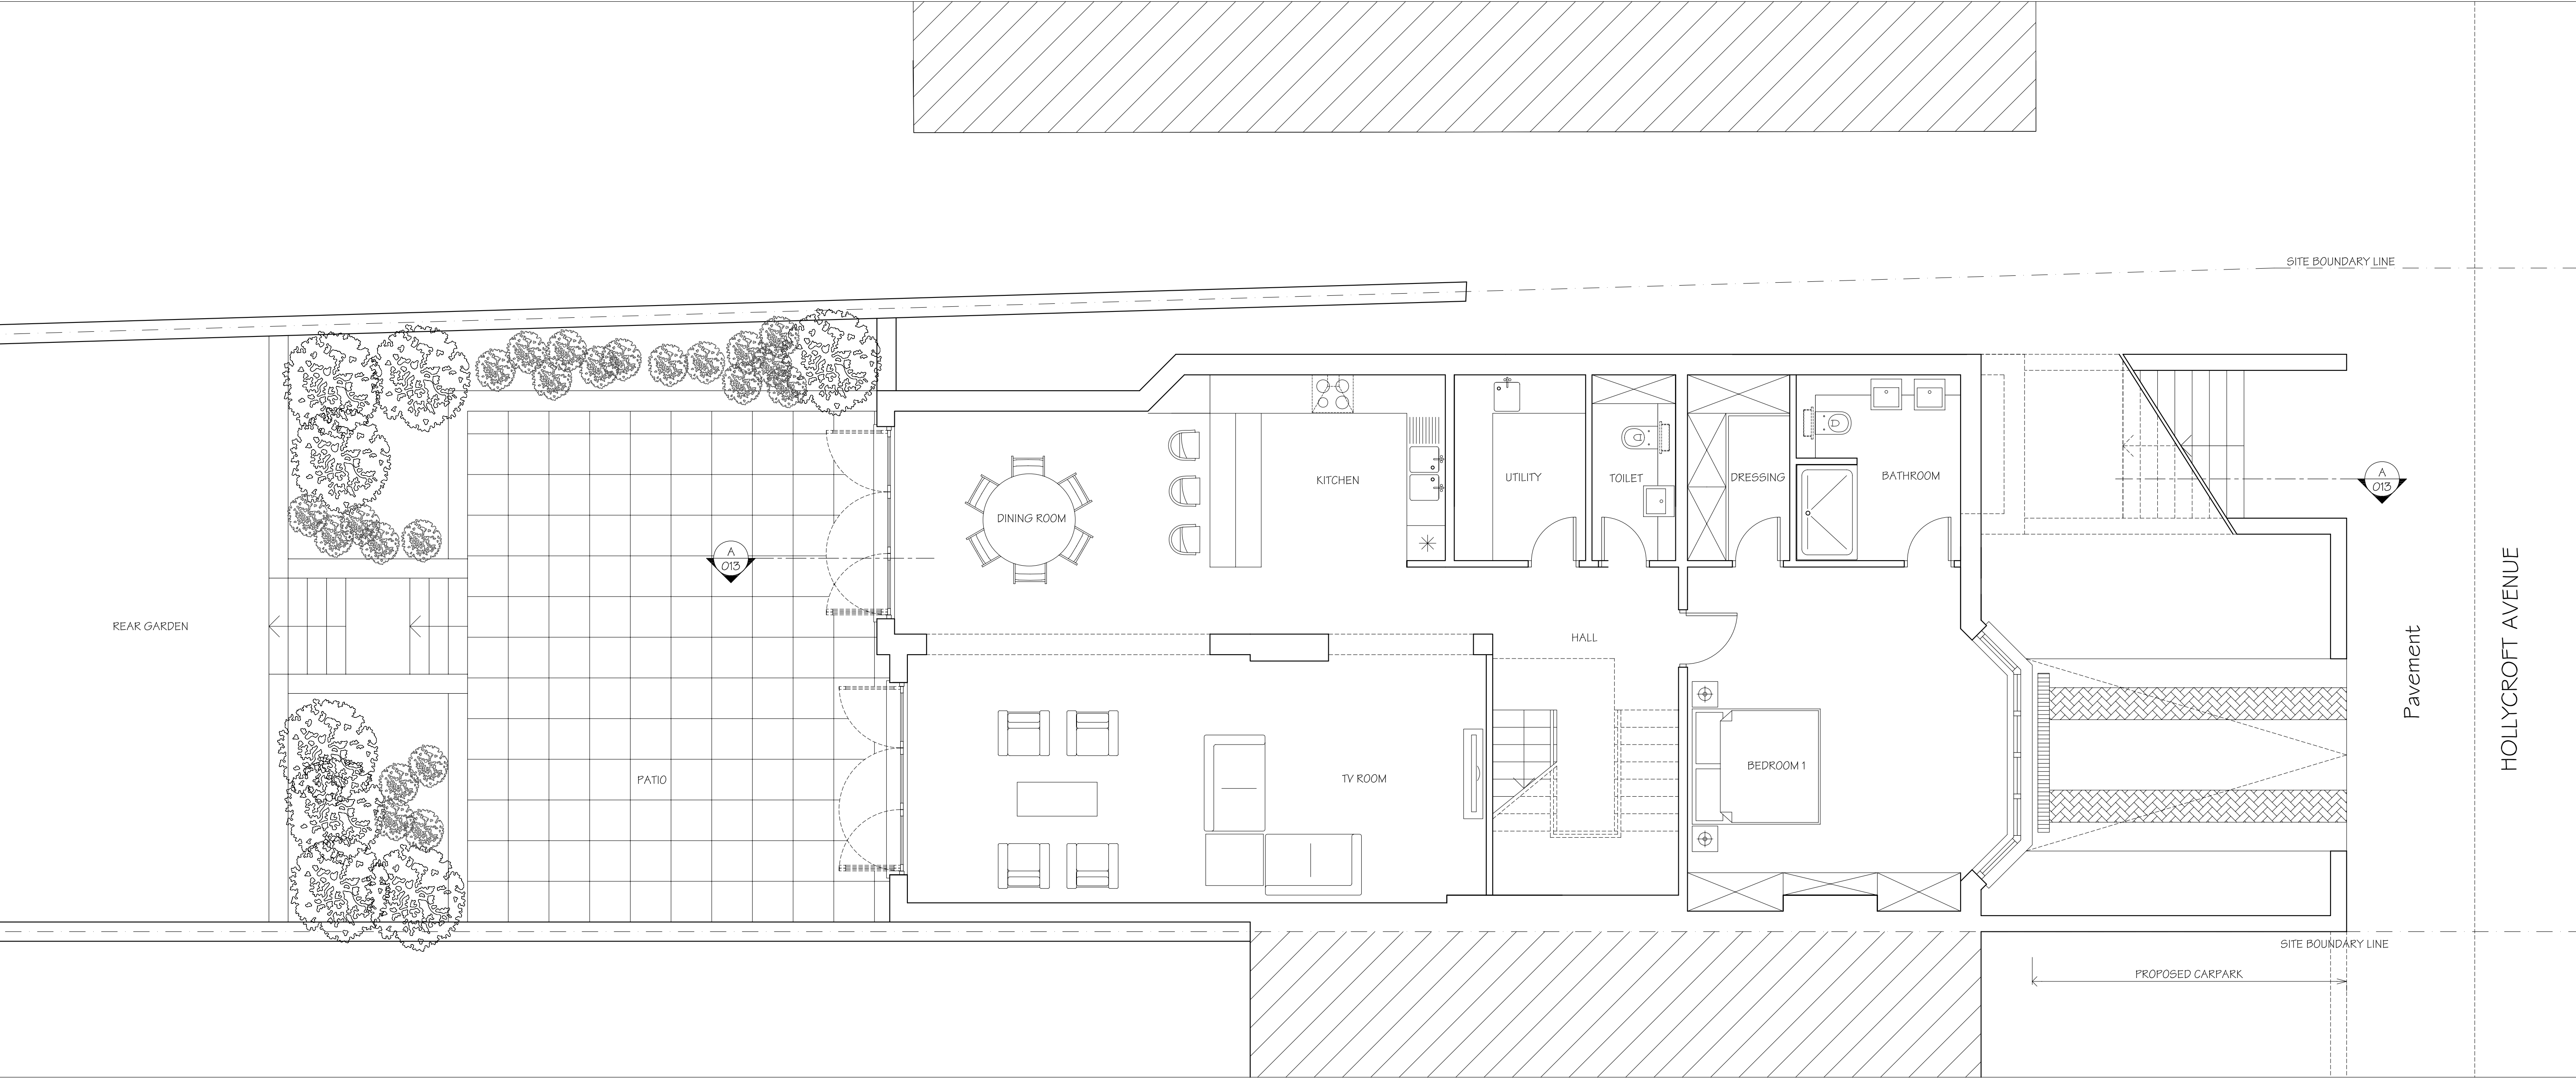 SITE BOUNDARY LINE
A
013
KITCHEN
UTILITY
TOILET
DRESSING
BATHROOM
DINING ROOM
A
013
REAR GARDEN
HALL
PATIO
TV ROOM
BEDROOM 1
Pavement
HOLLYCROFT AVENUE
SITE BOUNDARY LINE
PROPOSED CARPARK